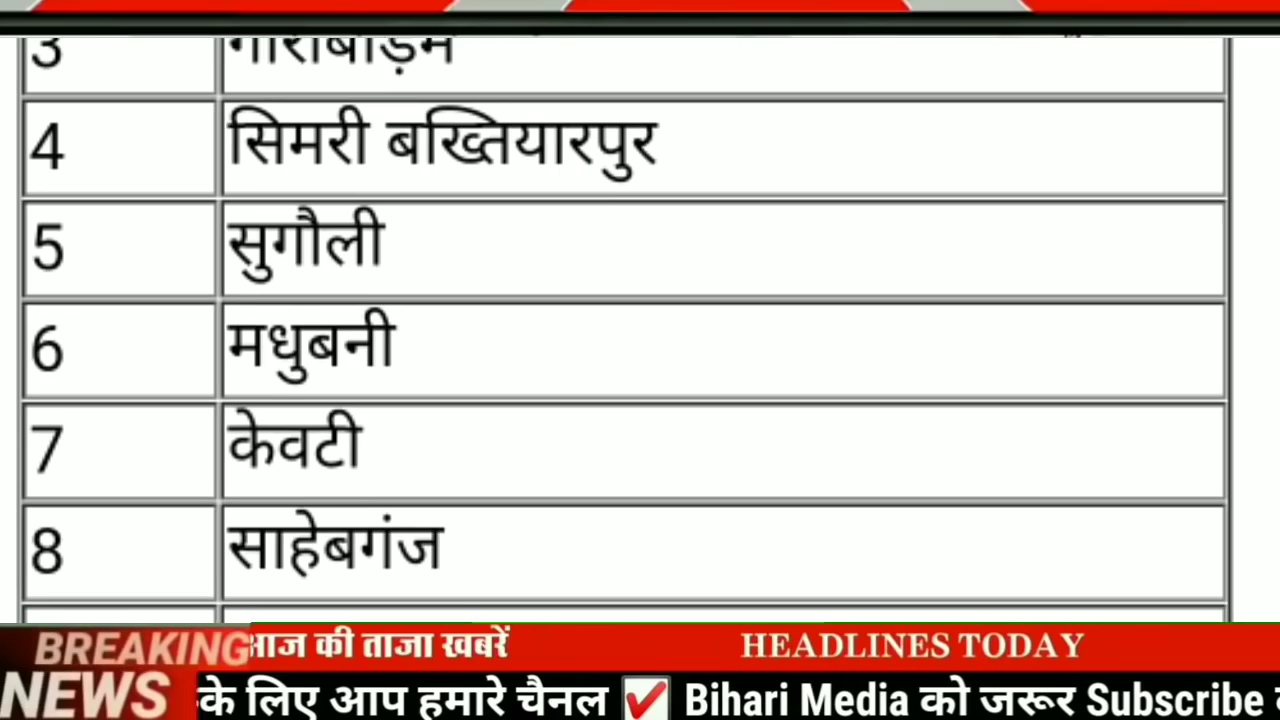 3 गौराबौड़म
4 सिमरी बख्तियारपुर
5 सुगौली
6 मधुबनी
7 केवटी
8 साहेबगंज
BREAKING NEWS
आज की ताजा खबरें HEADLINES TODAY
के लिए आप हमारे चैनल ✔ Bihari Media को जरूर Subscribe